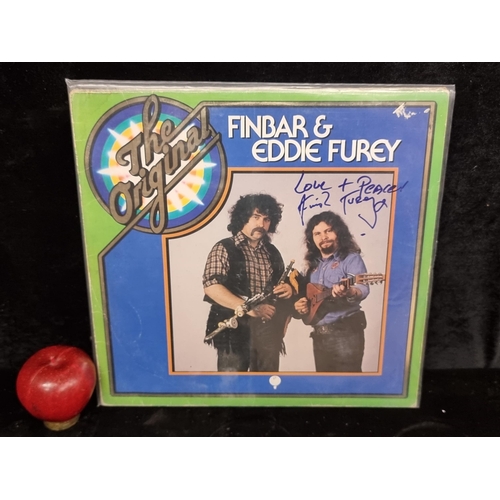 The
Original
FINBAR &
EDDIE FUREY
Love + Peace
Finb Furey